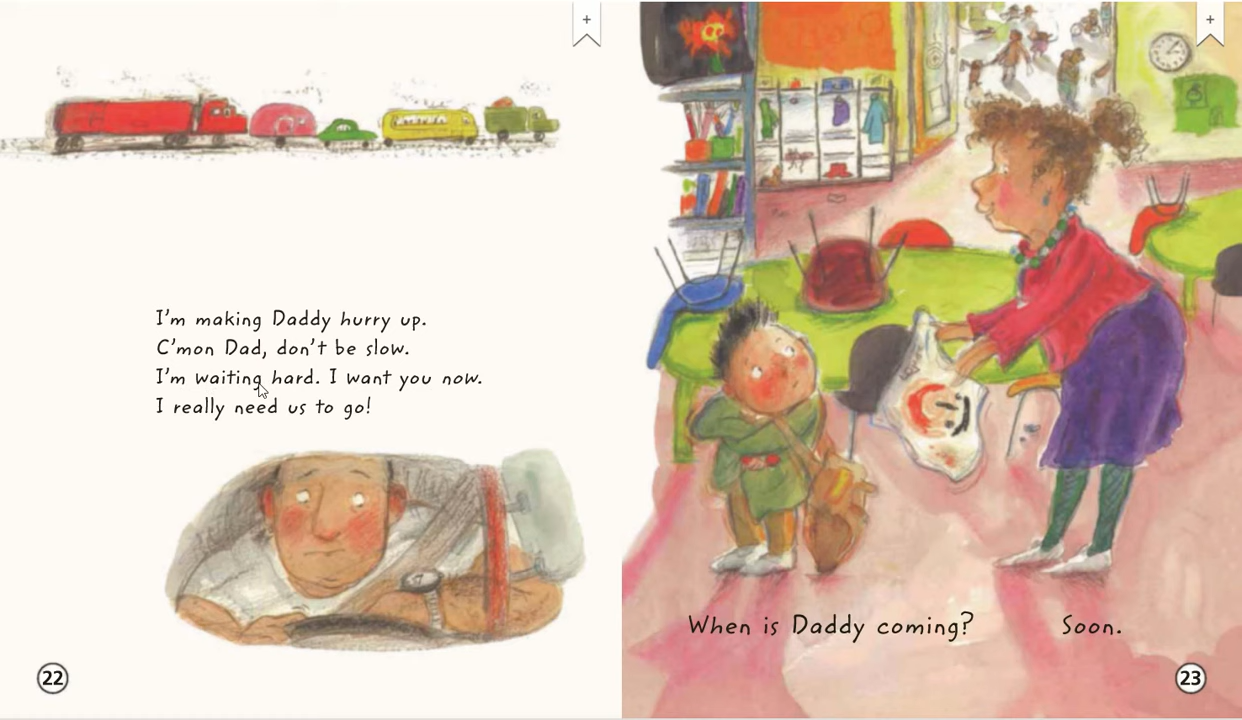 I'm making Daddy hurry up.
C'mon Dad, don't be slow.
I'm waiting hard. I want you now.
I really need us to go!
When is Daddy coming? Soon.
22
23